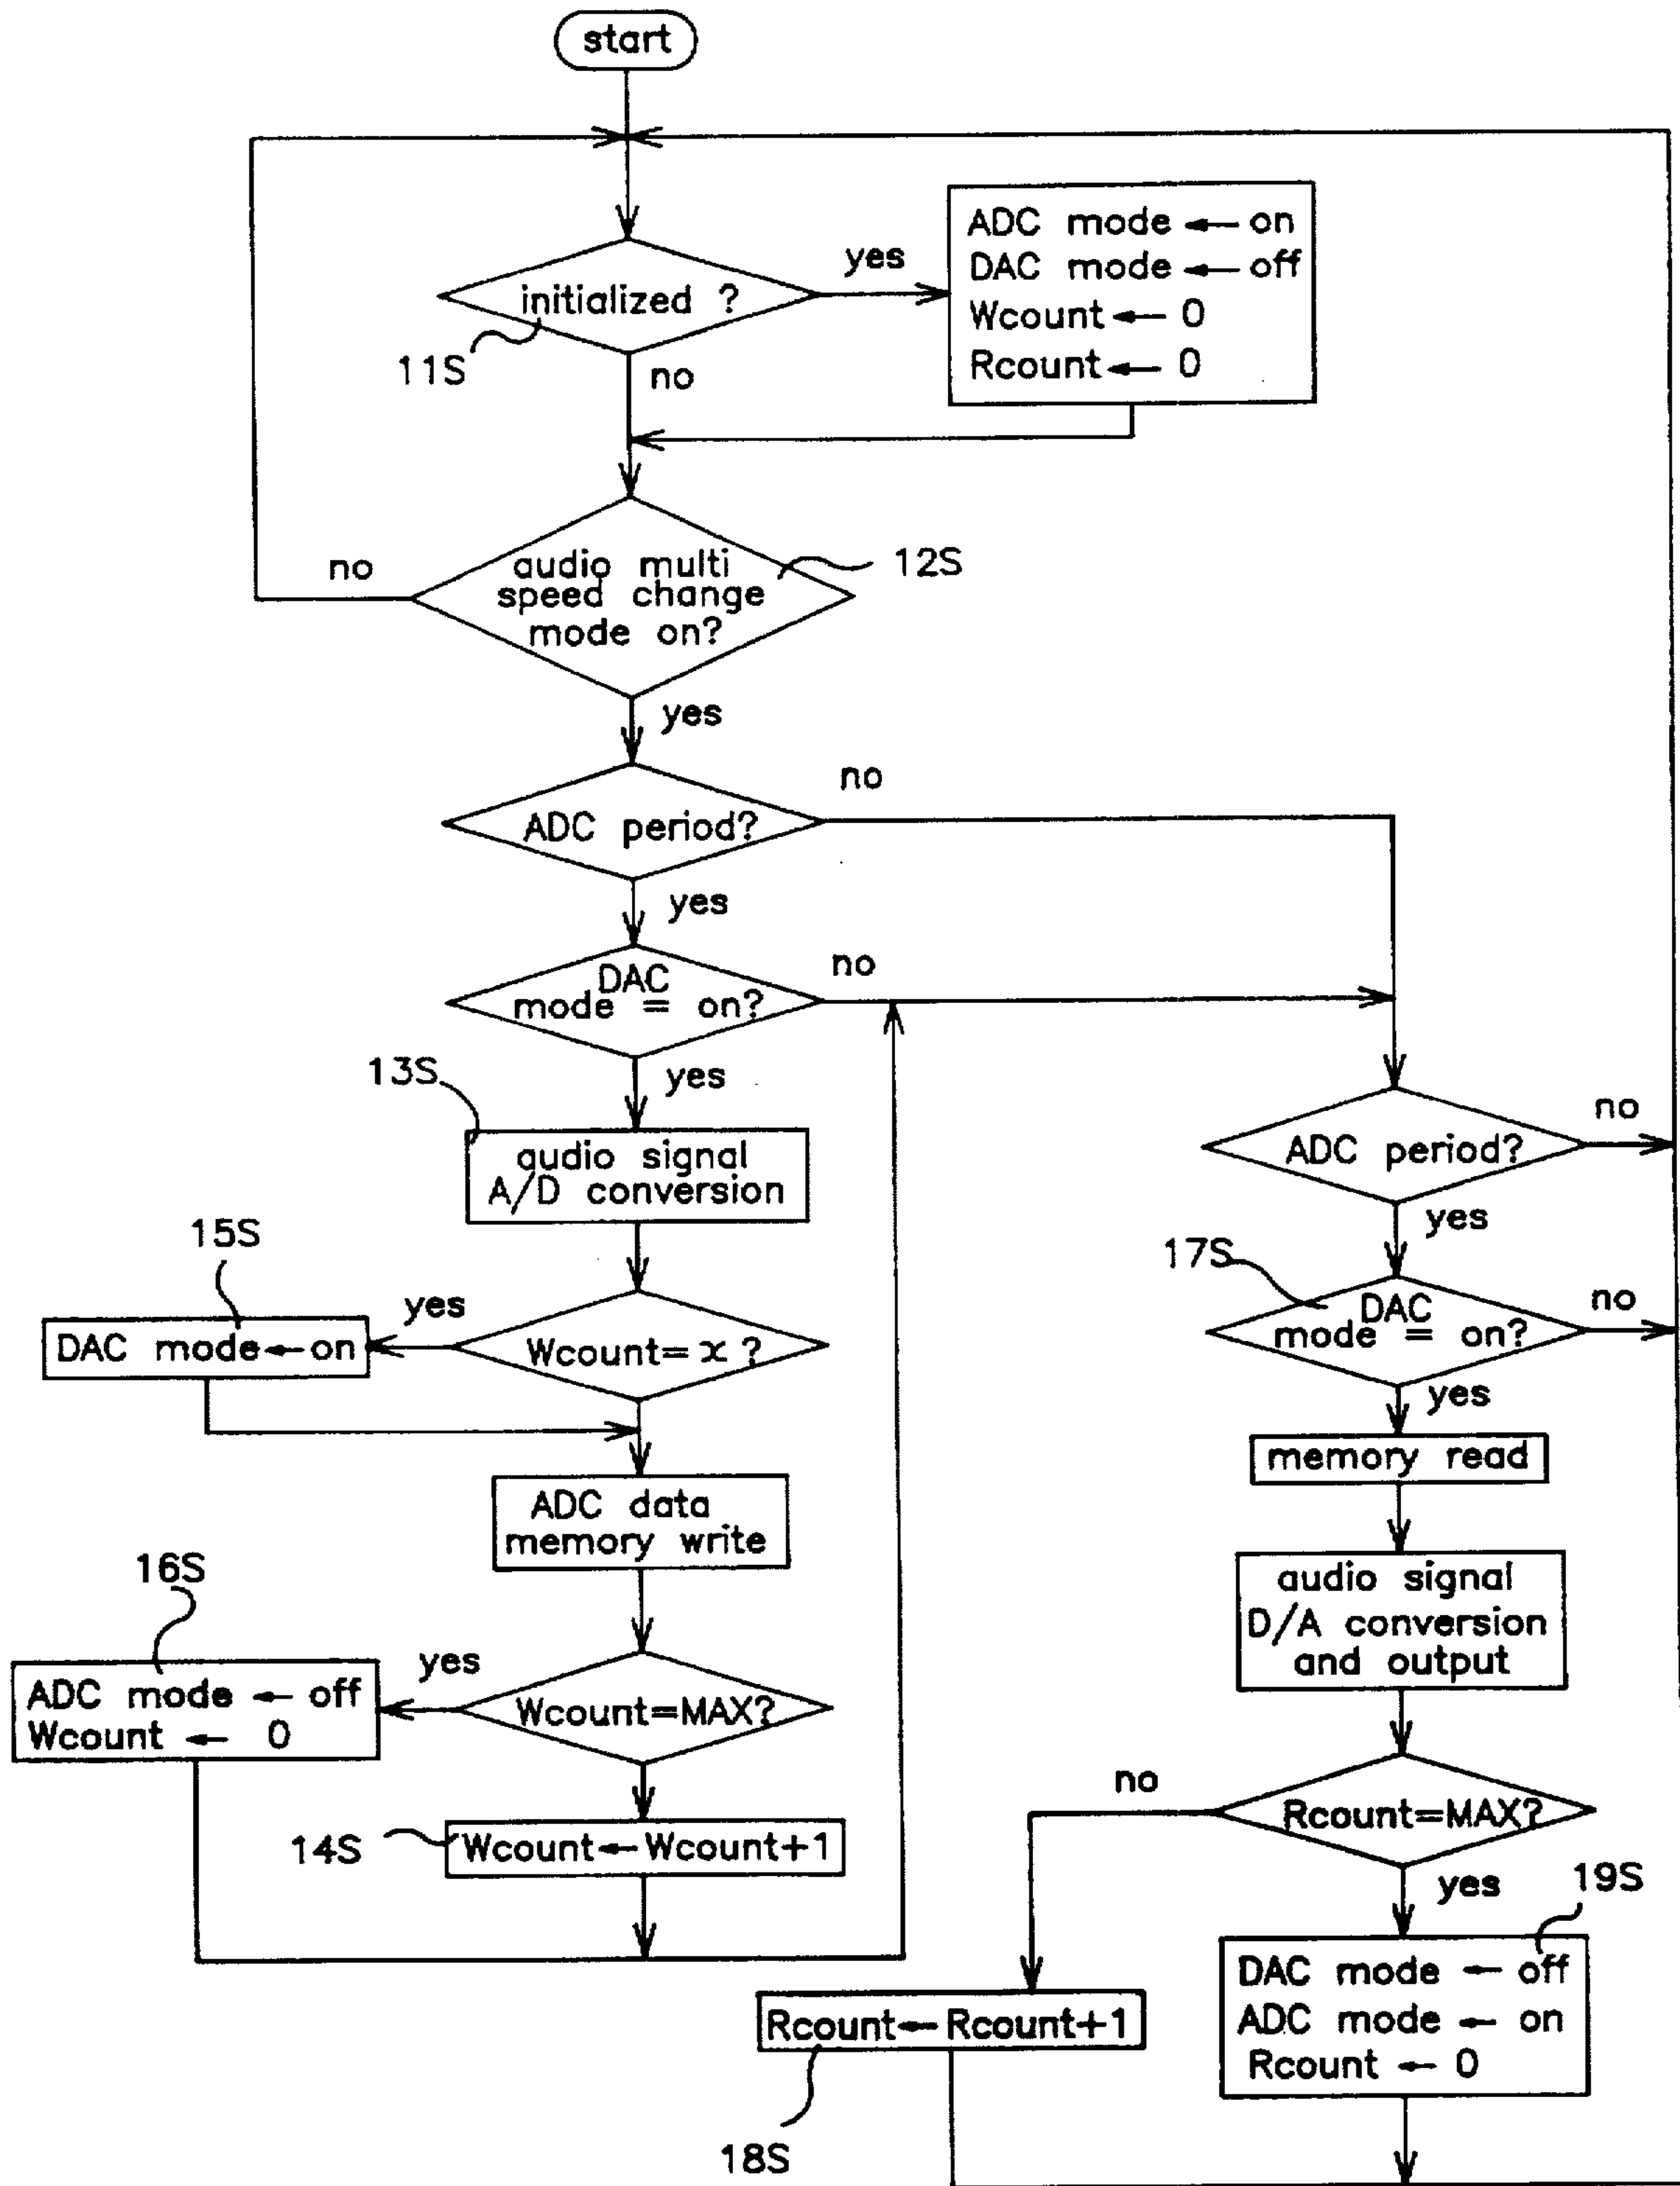 start
initialized ?
yes
ADC mode ← on
DAC mode ← off
Wcount ← 0
Rcount ← 0
11S
no
audio multi
speed change
mode on?
12S
no
yes
ADC period?
no
yes
DAC
mode = on?
no
yes
13S
audio signal
A/D conversion
15S
yes
DAC mode ← on
Wcount = x ?
ADC data
memory write
16S
yes
ADC mode ← off
Wcount ← 0
Wcount=MAX?
14S
Wcount ← Wcount+1
ADC period?
no
yes
17S
DAC
mode = on?
no
yes
memory read
audio signal
D/A conversion
and output
no
Rcount=MAX?
yes
19S
DAC mode ← off
ADC mode ← on
Rcount ← 0
Rcount ← Rcount+1
18S